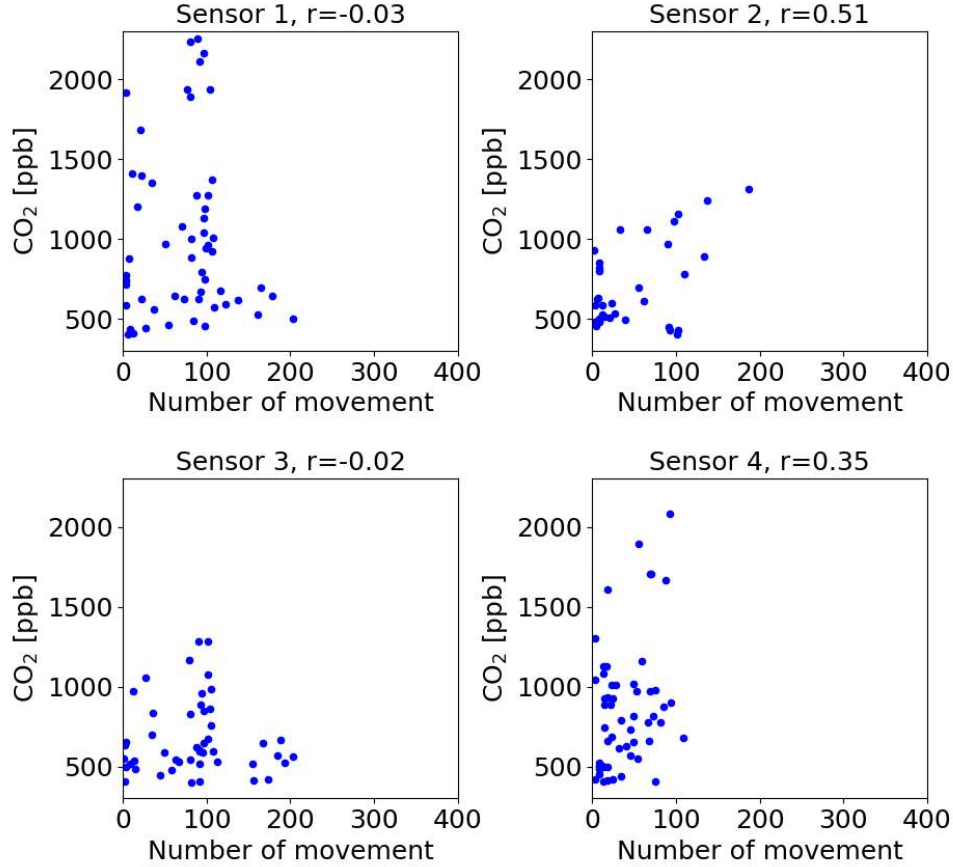 Sensor 1, r=-0.03
2000
1500
1000
500
CO₂ [ppb]
0 100 200 300 400
Number of movement
Sensor 2, r=0.51
2000
1500
1000
500
CO₂ [ppb]
0 100 200 300 400
Number of movement
Sensor 3, r=-0.02
2000
1500
1000
500
CO₂ [ppb]
0 100 200 300 400
Number of movement
Sensor 4, r=0.35
2000
1500
1000
500
CO₂ [ppb]
0 100 200 300 400
Number of movement